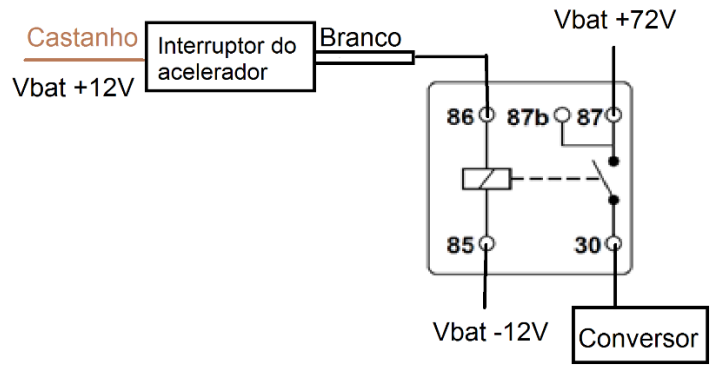 Castanho
Vbat +12V
Interruptor do
acelerador
Branco
Vbat +72V
86 87b 87
85 30
Vbat -12V
Conversor